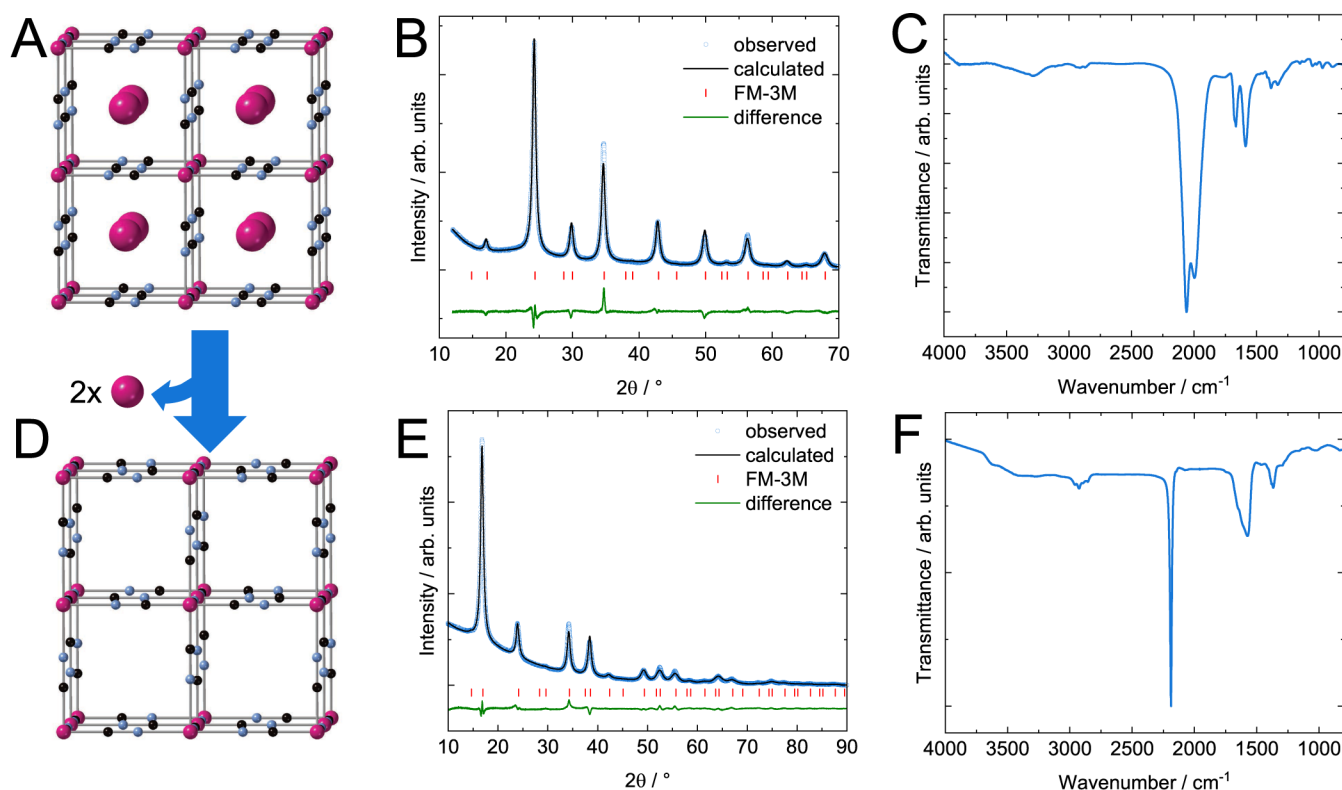 A
B
observed
calculated
FM-3M
difference
Intensity / arb. units
10 20 30 40 50 60 70
2θ / °
C
Transmittance / arb. units
4000 3500 3000 2500 2000 1500 1000
Wavenumber / cm⁻¹
2x
D
E
observed
calculated
FM-3M
difference
Intensity / arb. units
10 20 30 40 50 60 70 80 90
2θ / °
F
Transmittance / arb. units
4000 3000 2500 2000 1500 1000
Wavenumber / cm⁻¹